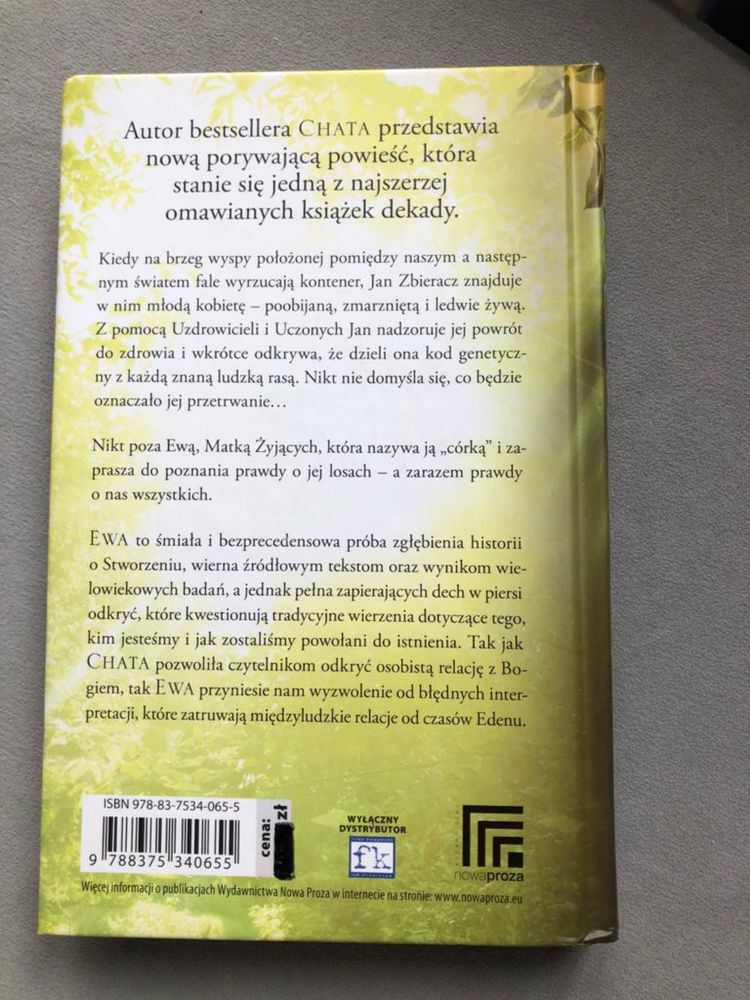 Autor bestsellera CHATA przedstawia
nową porywającą powieść, która
stanie się jedną z najszerzej
omawianych książek dekady.
Kiedy na brzeg wyspy położonej pomiędzy naszym a następ-
nym światem fale wyrzucają kontener, Jan Zbieracz znajduje
w nim młodą kobietę – poobijaną, zmarzniętą i ledwie żywą.
Z pomocą Uzdrowicieli i Uczonych Jan nadzoruje jej powrót
do zdrowia i wkrótce odkrywa, że dzieli ona kod genetycz-
ny z każdą znaną ludzką rasą. Nikt nie domyśla się, co będzie
oznaczało jej przetrwanie…
Nikt poza Ewą, Matką Żyjących, która nazywa ją „córką” i za-
prasza do poznania prawdy o jej losach – a zarazem prawdy
o nas wszystkich.
EWA to śmiała i bezprecedensowa próba zgłębienia historii
o Stworzeniu, wierna źródłowym tekstom oraz wynikom wie-
lowiekowych badań, a jednak pełna zapierających dech w piersi
odkryć, które kwestionują tradycyjne wierzenia dotyczące tego,
kim jesteśmy i jak zostaliśmy powołani do istnienia. Tak jak
CHATA pozwoliła czytelnikom odkryć osobistą relację z Bo-
giem, tak EWA przyniesie nam wyzwolenie od błędnych inter-
pretacji, które zatruwają międzyludzkie relacje od czasów Edenu.
ISBN 978-83-7534-065-5
9 788375 340655
cena: zł
WYŁĄCZNY
DYSTRYBUTOR
fk
nowaproza
Więcej informacji o publikacjach Wydawnictwa Nowa Proza w internecie na stronie: www.nowaproza.eu